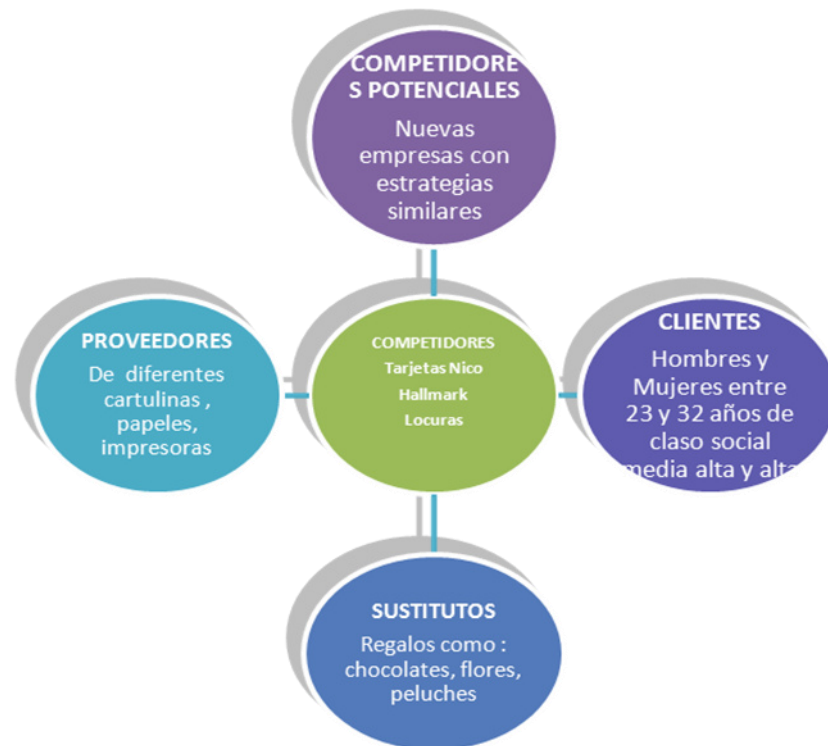 COMPETIDORE
S POTENCIALES
Nuevas
empresas con
estrategias
similares
PROVEEDORES
De diferentes
cartulinas ,
papeles,
impresoras
COMPETIDORES
Tarjetas Nico
Hallmark
Locuras
CLIENTES
Hombres y
Mujeres entre
23 y 32 años de
claso social
media alta y alta
SUSTITUTOS
Regalos como :
chocolates, flores,
peluches